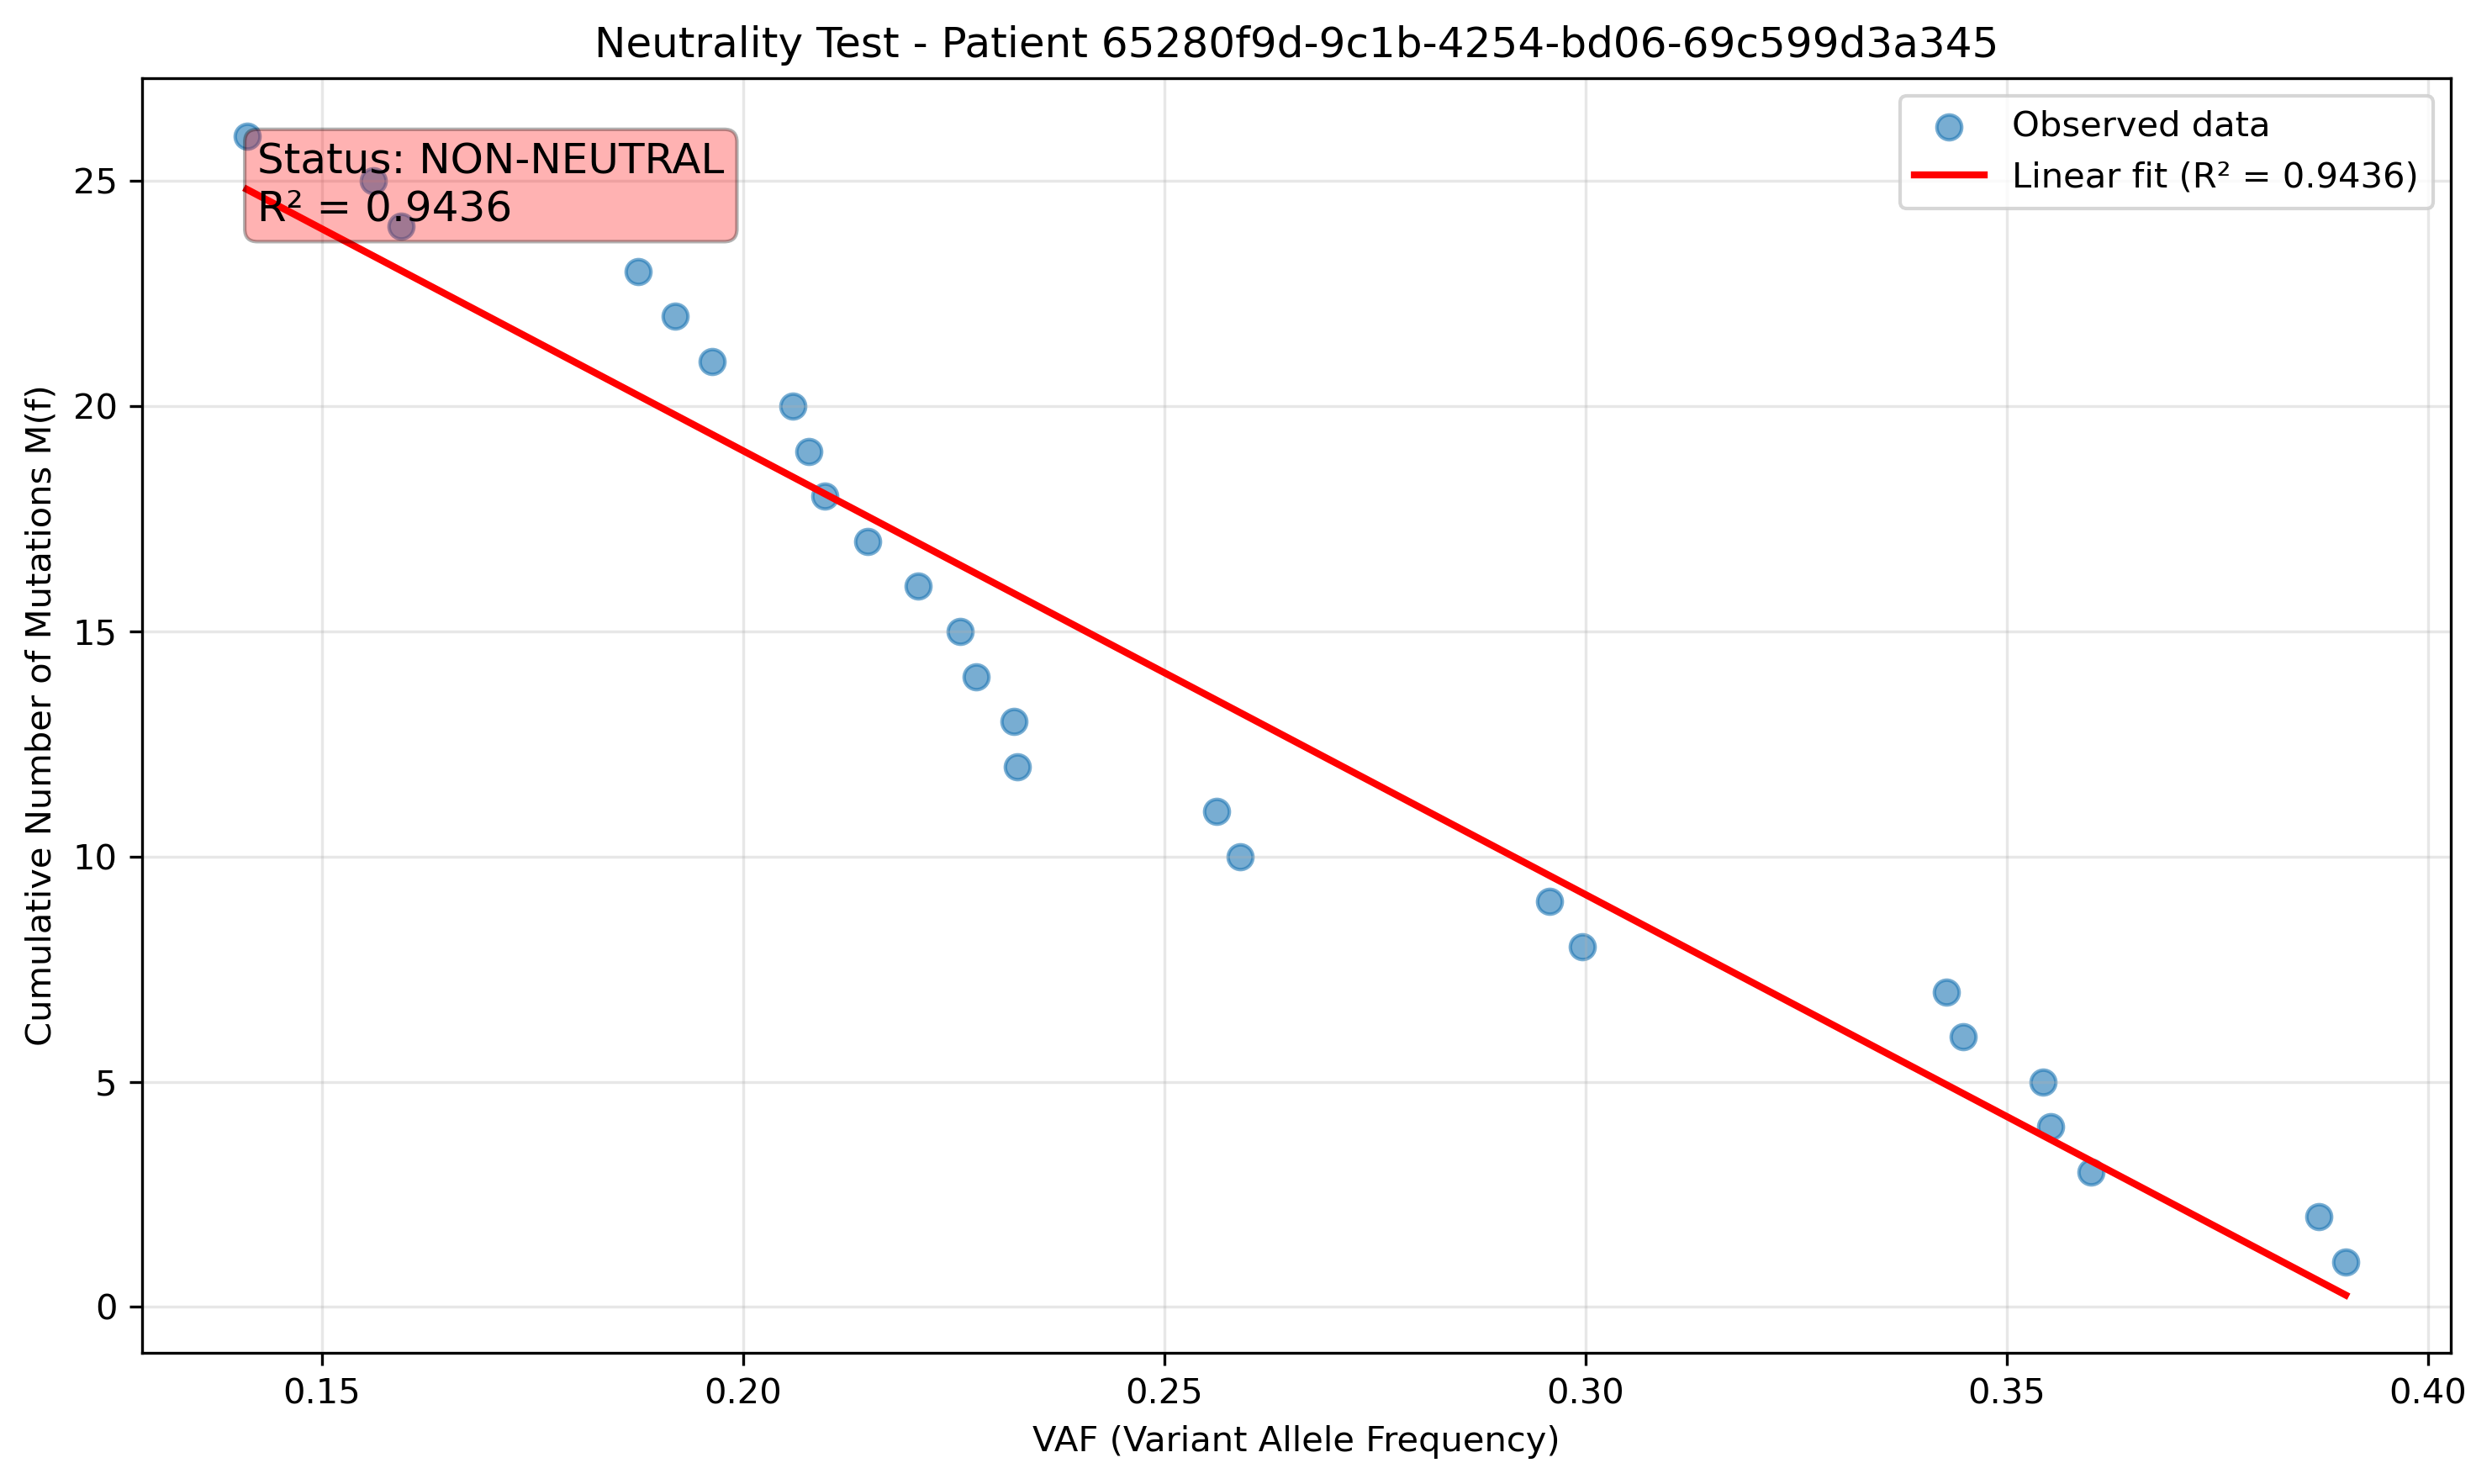 Neutrality Test - Patient 65280f9d-9c1b-4254-bd06-69c599d3a345
Status: NON-NEUTRAL
R² = 0.9436
Observed data
Linear fit (R² = 0.9436)
Cumulative Number of Mutations M(f)
25
20
15
10
5
0
0.15
0.20
0.25
0.30
0.35
0.40
VAF (Variant Allele Frequency)